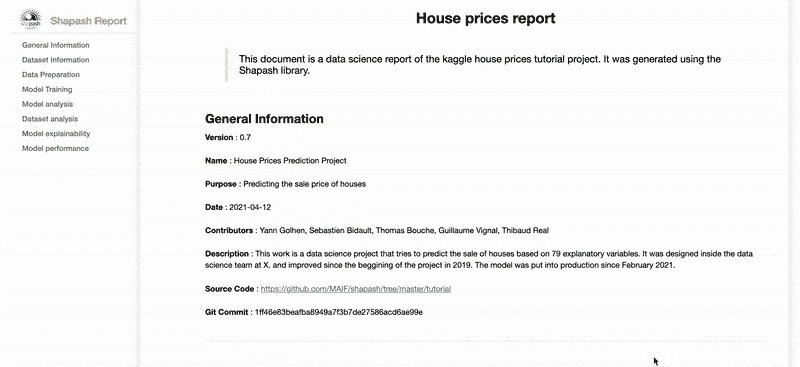 shapash
Shapash Report
General Information
Dataset Information
Data Preparation
Model Training
Model analysis
Dataset analysis
Model explainability
Model performance
House prices report
This document is a data science report of the kaggle house prices tutorial project. It was generated using the
Shapash library.
General Information
Version : 0.7
Name : House Prices Prediction Project
Purpose : Predicting the sale price of houses
Date : 2021-04-12
Contributors : Yann Golhen, Sebastien Bidault, Thomas Bouche, Guillaume Vignal, Thibaud Real
Description : This work is a data science project that tries to predict the sale of houses based on 79 explanatory variables. It was designed inside the data
science team at X. and improved since the beggining of the project in 2019. The model was put into production since February 2021.
Source Code : https://github.com/MAIF/shapash/tree/master/tutorial
Git Commit : 1ff46e83beafba8949a7f3b7de27586acd6ae99e